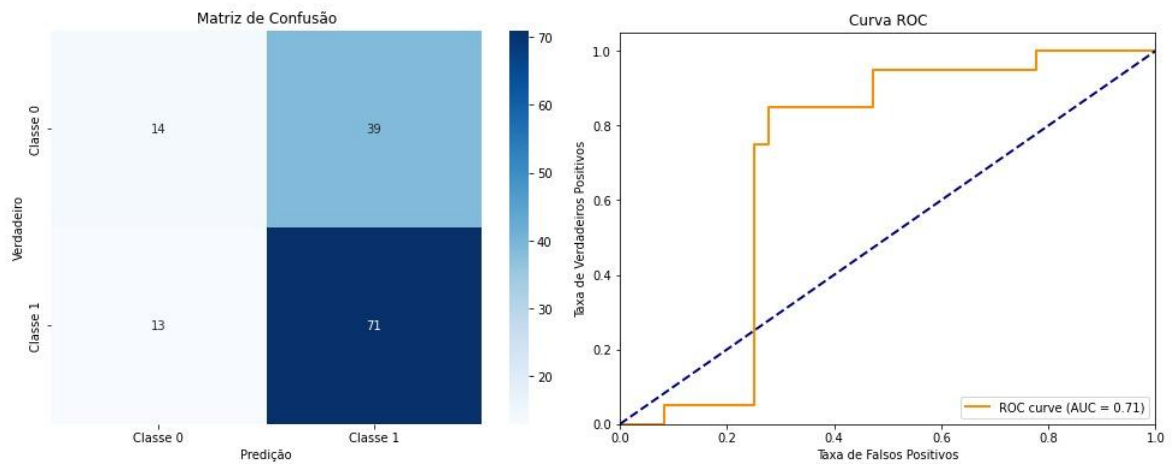 Matriz de Confusão
Classe 0
Classe 1
Verdadeiro
14
39
13
71
Classe 0
Classe 1
Predição
70
60
50
40
30
20
Curva ROC
Taxa de Verdadeiros Positivos
1.0
0.8
0.6
0.4
0.2
0.0
0.0
0.2
0.4
0.6
0.8
1.0
Taxa de Falsos Positivos
ROC curve (AUC = 0.71)